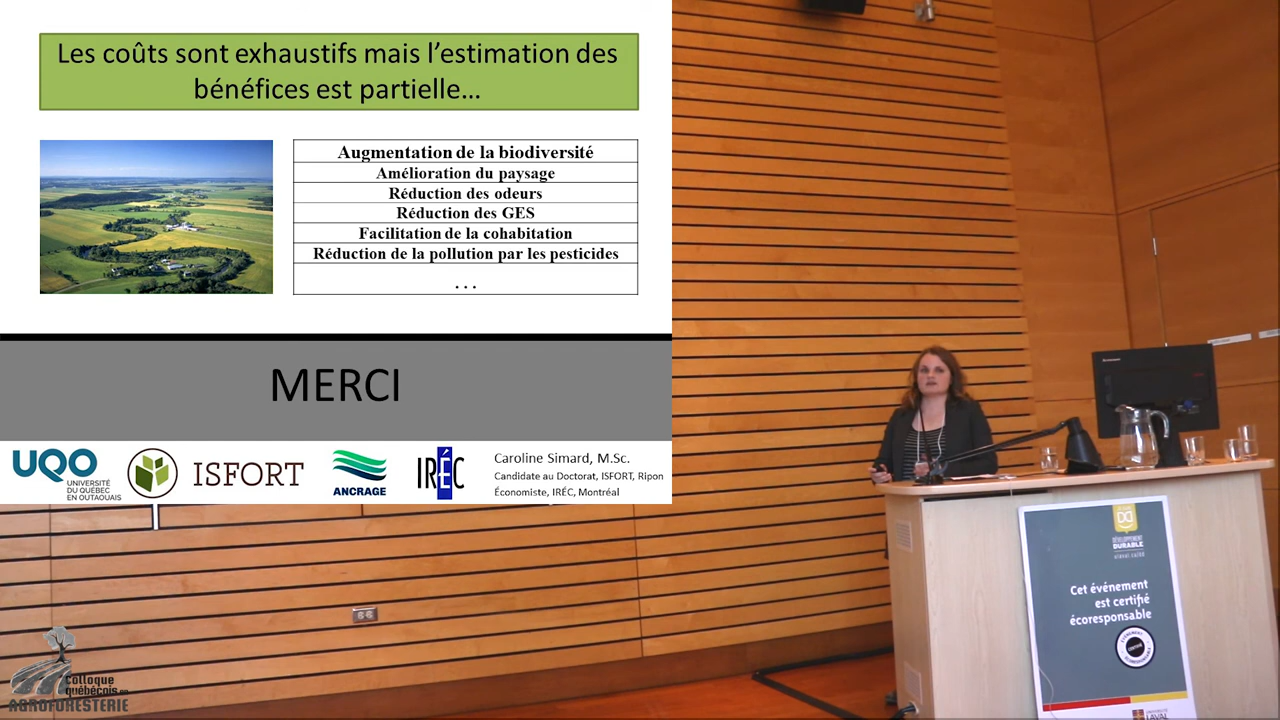 Les coûts sont exhaustifs mais l'estimation des
bénéfices est partielle…
Augmentation de la biodiversité
Amélioration du paysage
Réduction des odeurs
Réduction des GES
Facilitation de la cohabitation
Réduction de la pollution par les pesticides
...
MERCI
UQO
UNIVERSITÉ
DU QUÉBEC
EN OUTAOUAIS
ISFORT
ANCRAGE
IRÉC
Caroline Simard, M.Sc.
Candidate au Doctorat, ISFORT, Ripon
Économiste, IRÉC, Montréal
DÉVELOPPEMENT
DURABLE
Cet événement
est certifié
écoresponsable
UNIVERSITÉ
LAVAL
Colloque
québécois en
AGROFORESTERIE